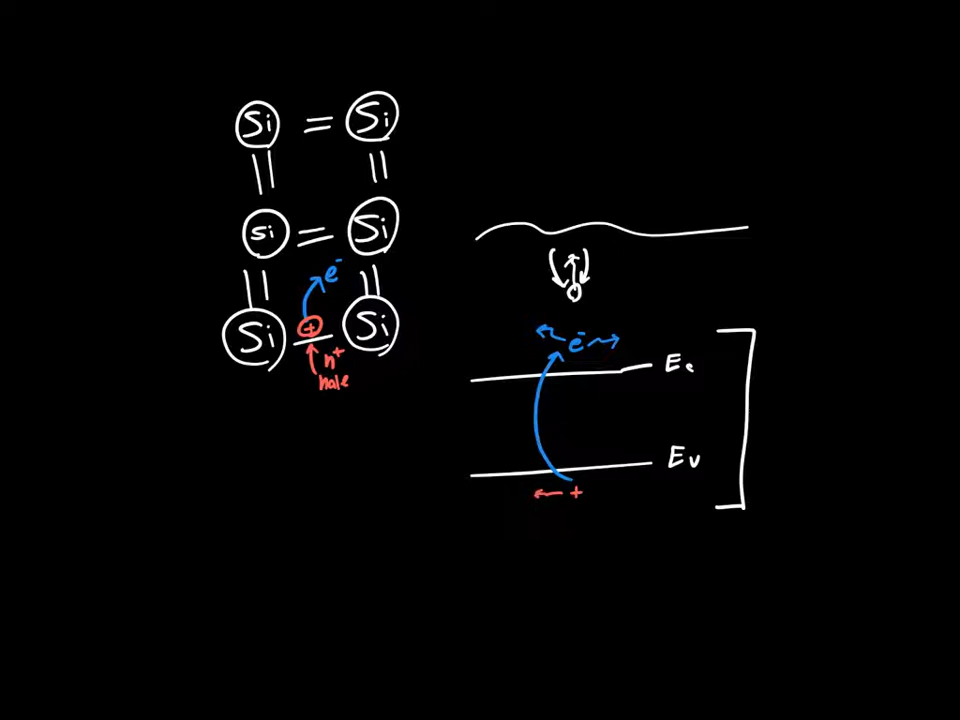 Si = Si
Si = Si
e⁻
Si + Si
h⁺
hole
e⁻
Ec
Ev
+